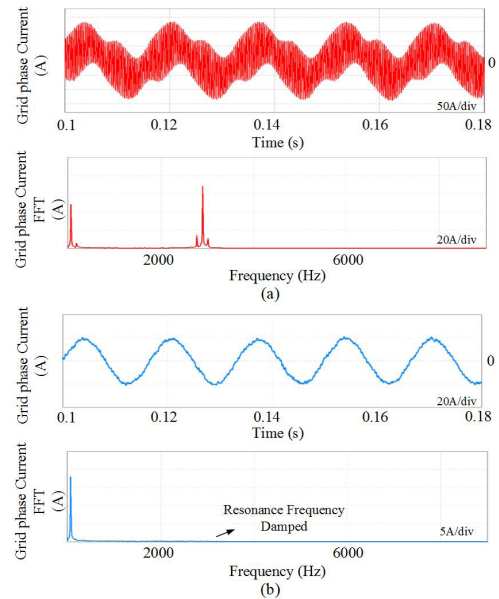 Grid phase Current
(A)
0
50A/div
0.1 0.12 0.14 0.16 0.18
Time (s)
Grid phase Current
FFT
(A)
20A/div
2000 6000
Frequency (Hz)
(a)
Grid phase Current
(A)
0
20A/div
0.1 0.12 0.14 0.16 0.18
Time (s)
Grid phase Current
FFT
(A)
Resonance Frequency
Damped
5A/div
2000 6000
Frequency (Hz)
(b)